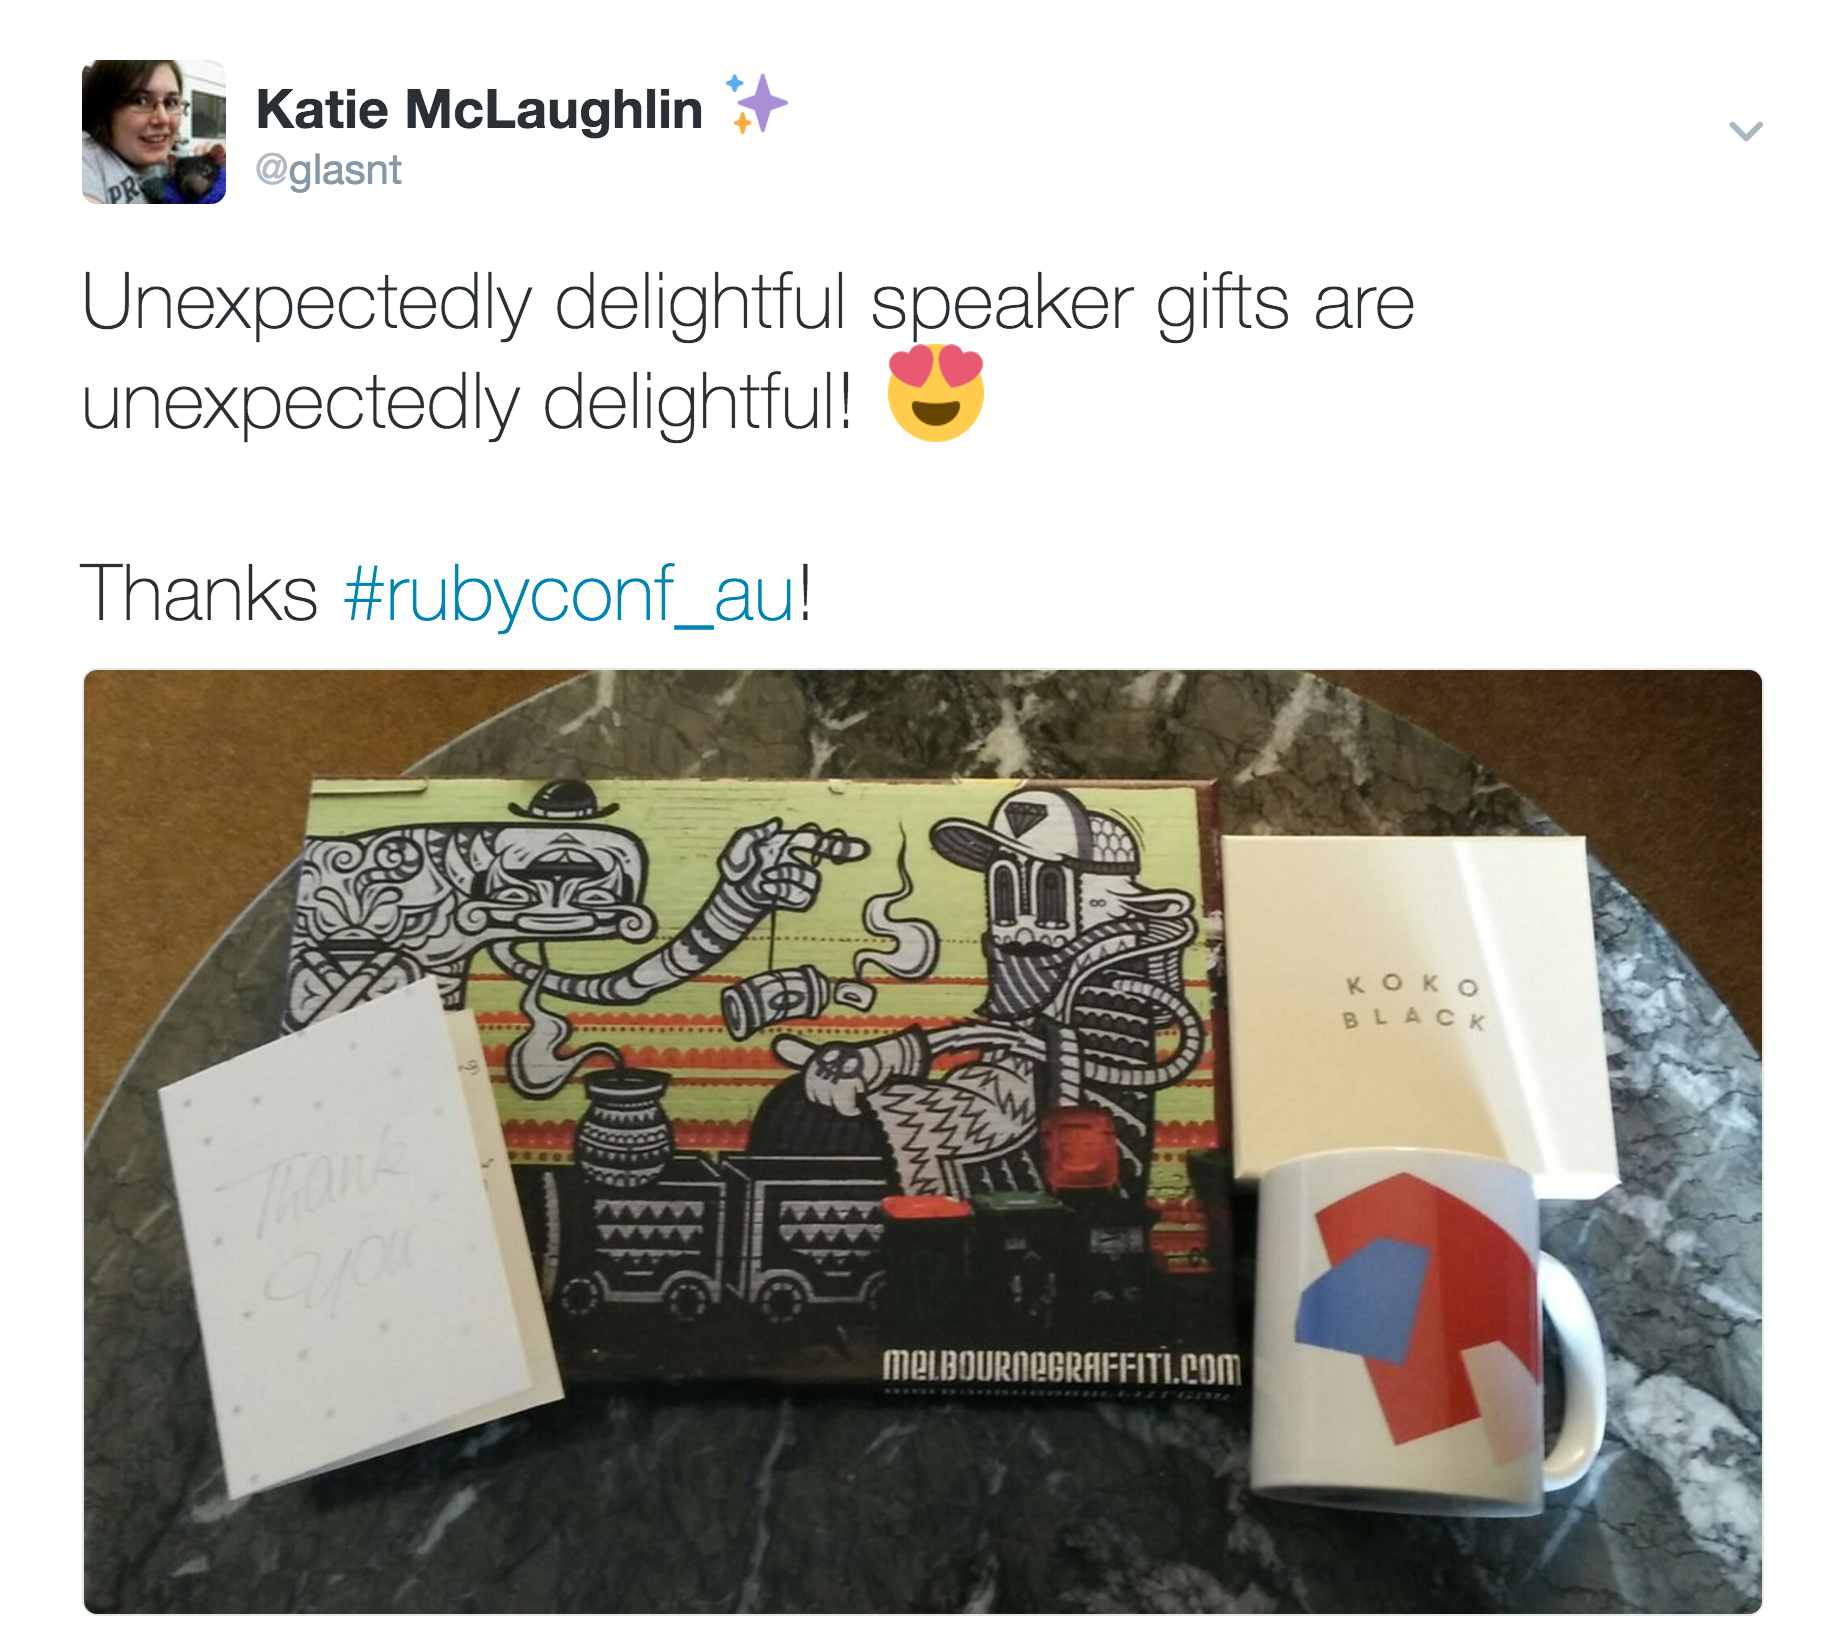 Katie McLaughlin ✨
@glasnt
Unexpectedly delightful speaker gifts are
unexpectedly delightful! 😍
Thanks #rubyconf_au!
KOKO
BLACK
Thank
you
MELBOURNEGRAFFITI.COM